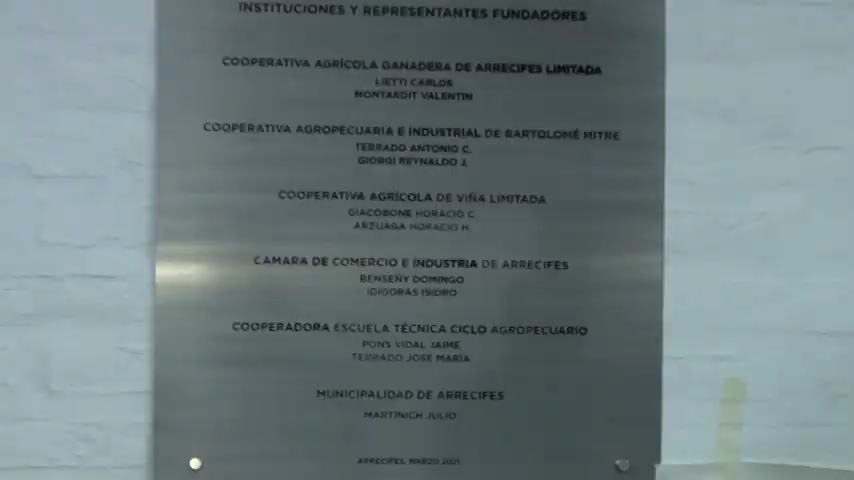 INSTITUCIONES Y REPRESENTANTES FUNDADORES
COOPERATIVA AGRÍCOLA GANADERA DE ARRECIFES LIMITADA
LIETTI CARLOS
MONTARDIT VALENTIN
COOPERATIVA AGROPECUARIA E INDUSTRIAL DE BARTOLOMÉ MITRE
TERRADO ANTONIO C.
GIORGI REYNALDO J.
COOPERATIVA AGRÍCOLA DE VIÑA LIMITADA
GIACOBONE HORACIO C.
ARZUAGA HORACIO H.
CAMARA DE COMERCIO E INDUSTRIA DE ARRECIFES
BENSEÑY DOMINGO
IDIGORAS ISIDRO
COOPERADORA ESCUELA TÉCNICA CICLO AGROPECUARIO
PONS VIDAL JAIME
TERRADO JOSE MARIA
MUNICIPALIDAD DE ARRECIFES
MARTINICH JULIO
ARRECIFES, MARZO 2021